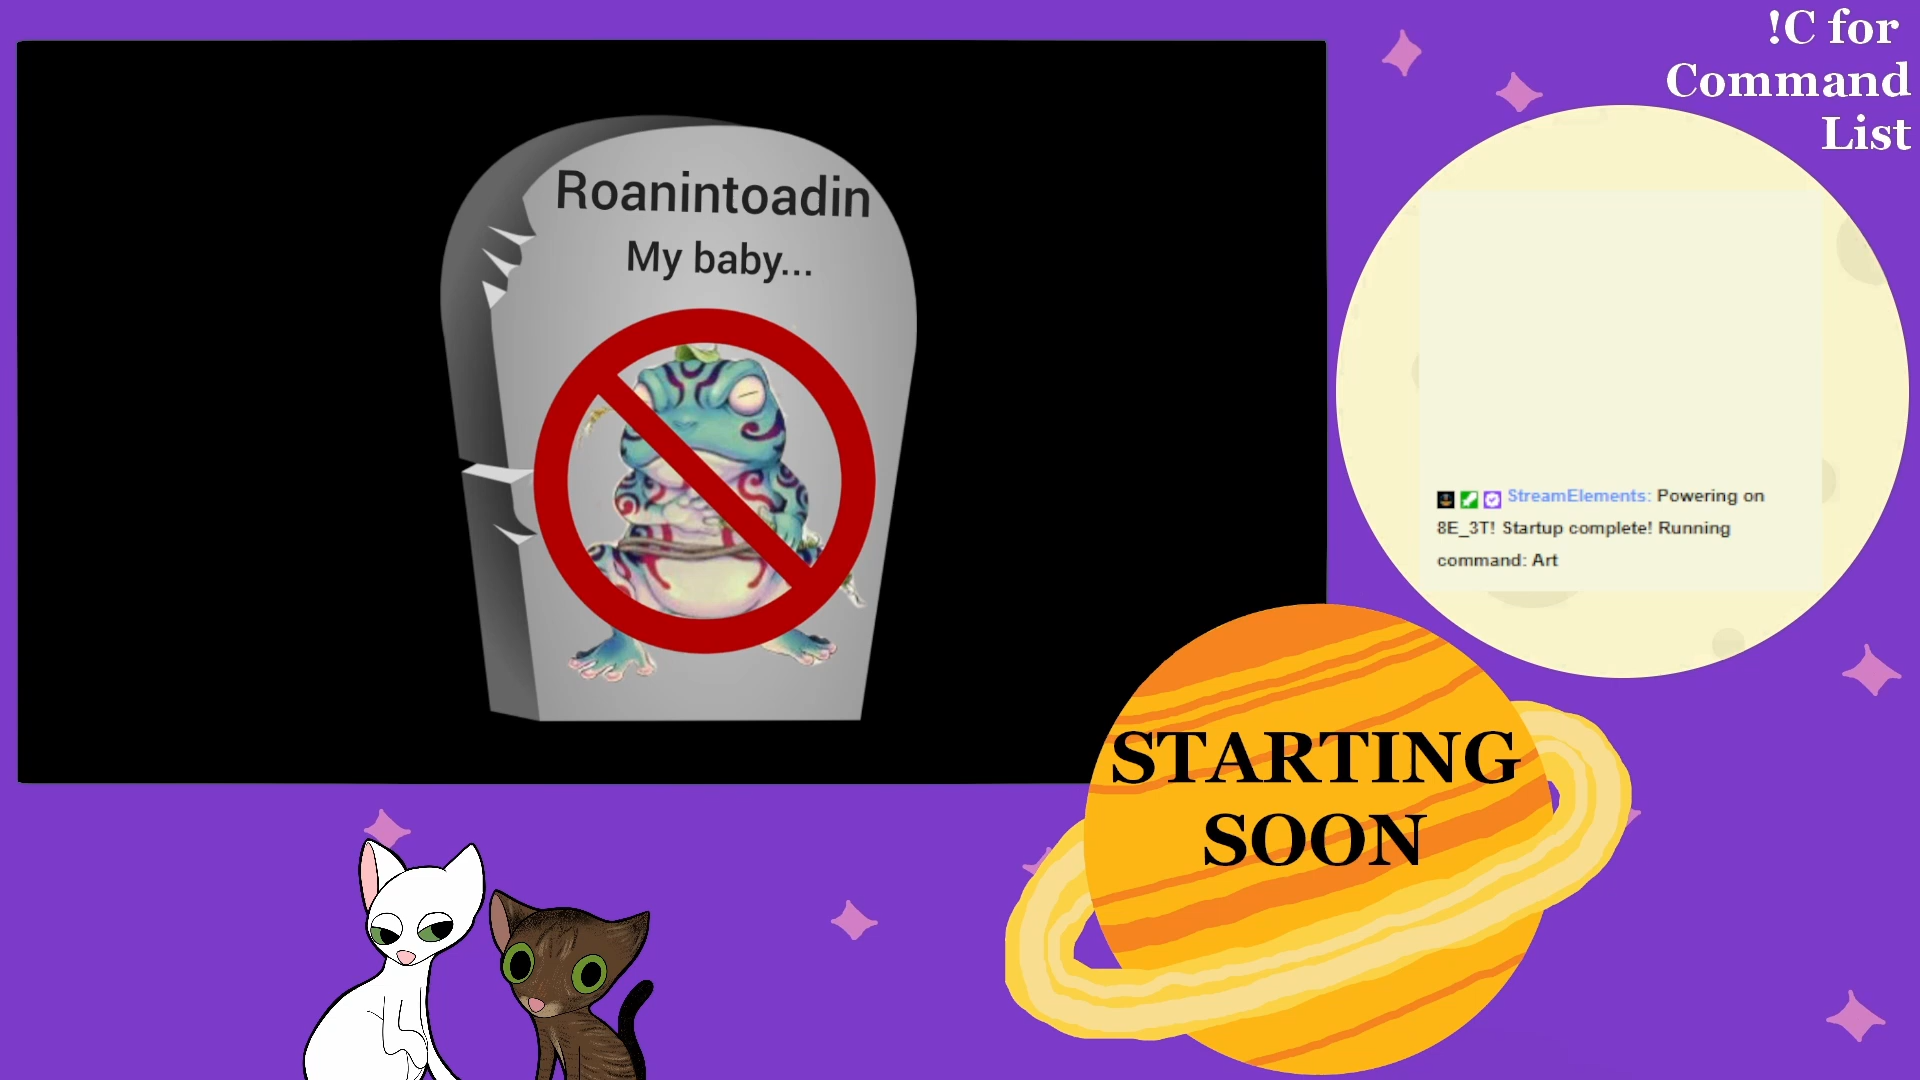 !C for
Command
List
Roanintoadin
My baby...
StreamElements: Powering on
8E_3T! Startup complete! Running
command: Art
STARTING
SOON